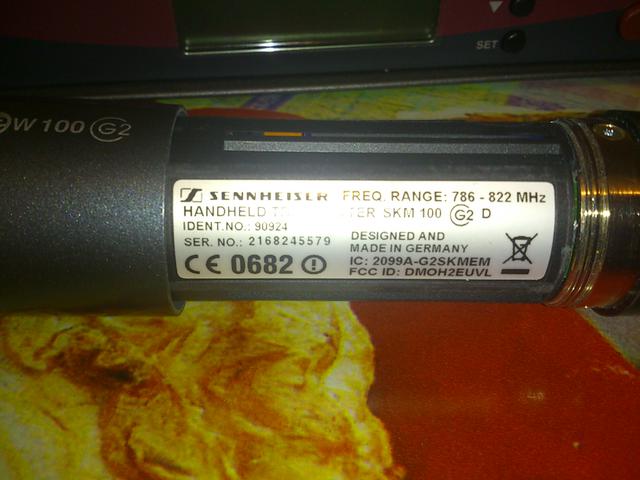 SET
eW 100 G2
SENNHEISER FREQ. RANGE: 786 - 822 MHz
HANDHELD SKM 100 G2 D
IDENT.NO.: 90924
SER. NO.: 2168245579
DESIGNED AND
MADE IN GERMANY
CE 0682
IC: 2099A-G2SKMEM
FCC ID: DMOH2EUVL